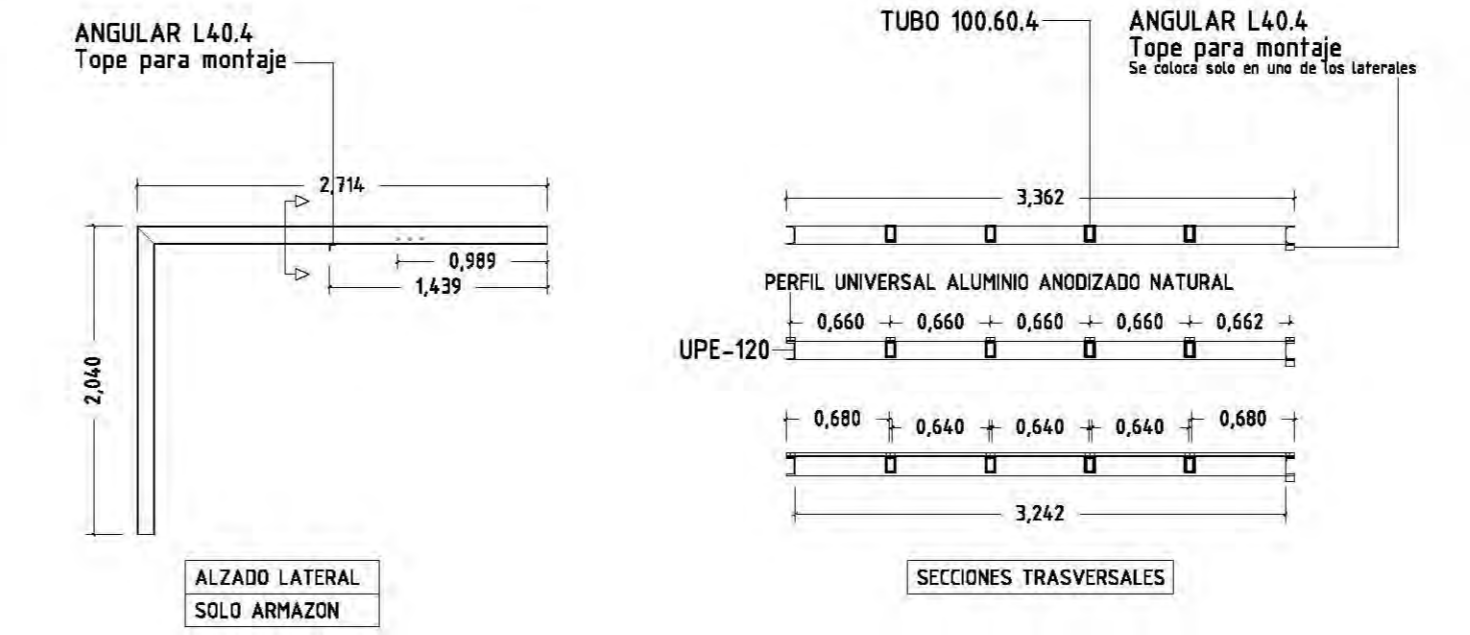 ANGULAR L40.4
Tope para montaje
2,714
0,989
1,439
2,040
ALZADO LATERAL
SOLO ARMAZON
TUBO 100.60.4
ANGULAR L40.4
Tope para montaje
Se coloca solo en uno de los laterales
3,362
PERFIL UNIVERSAL ALUMINIO ANODIZADO NATURAL
0,660 0,660 0,660 0,660 0,662
UPE-120
0,680 0,640 0,640 0,640 0,680
3,242
SECCIONES TRASVERSALES